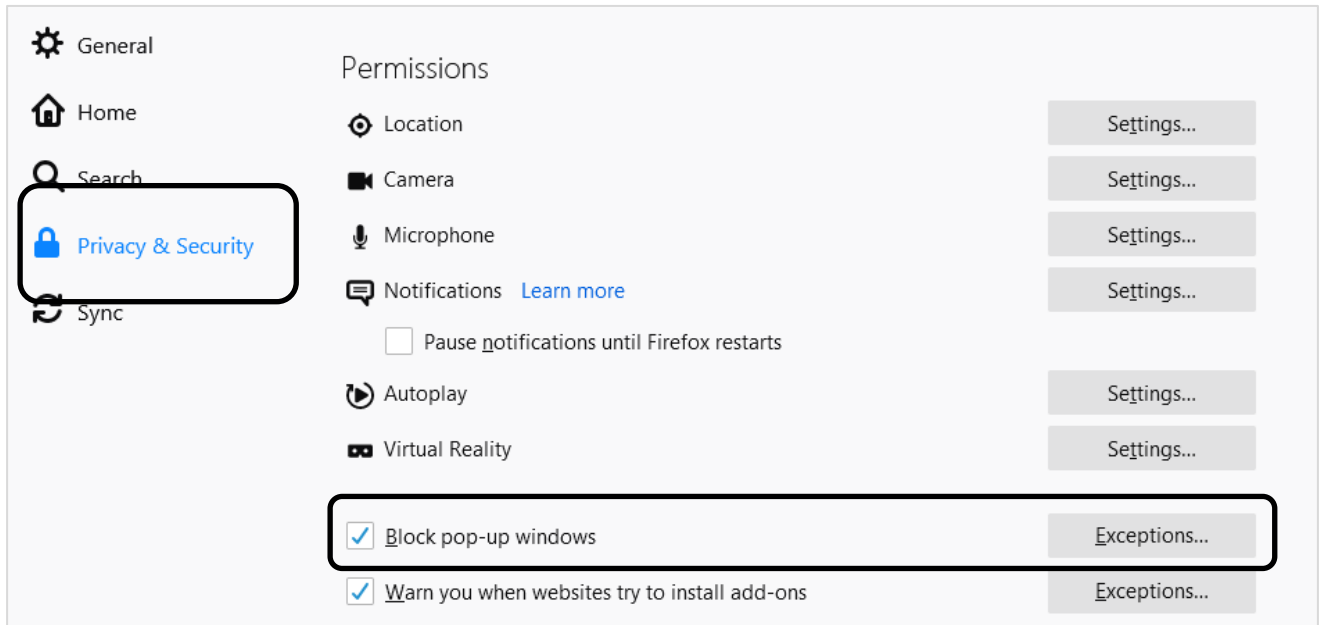 General
Home
Search
Privacy & Security
Sync
Permissions
Location Settings...
Camera Settings...
Microphone Settings...
Notifications Learn more Settings...
Pause notifications until Firefox restarts
Autoplay Settings...
Virtual Reality Settings...
Block pop-up windows Exceptions...
Warn you when websites try to install add-ons Exceptions...